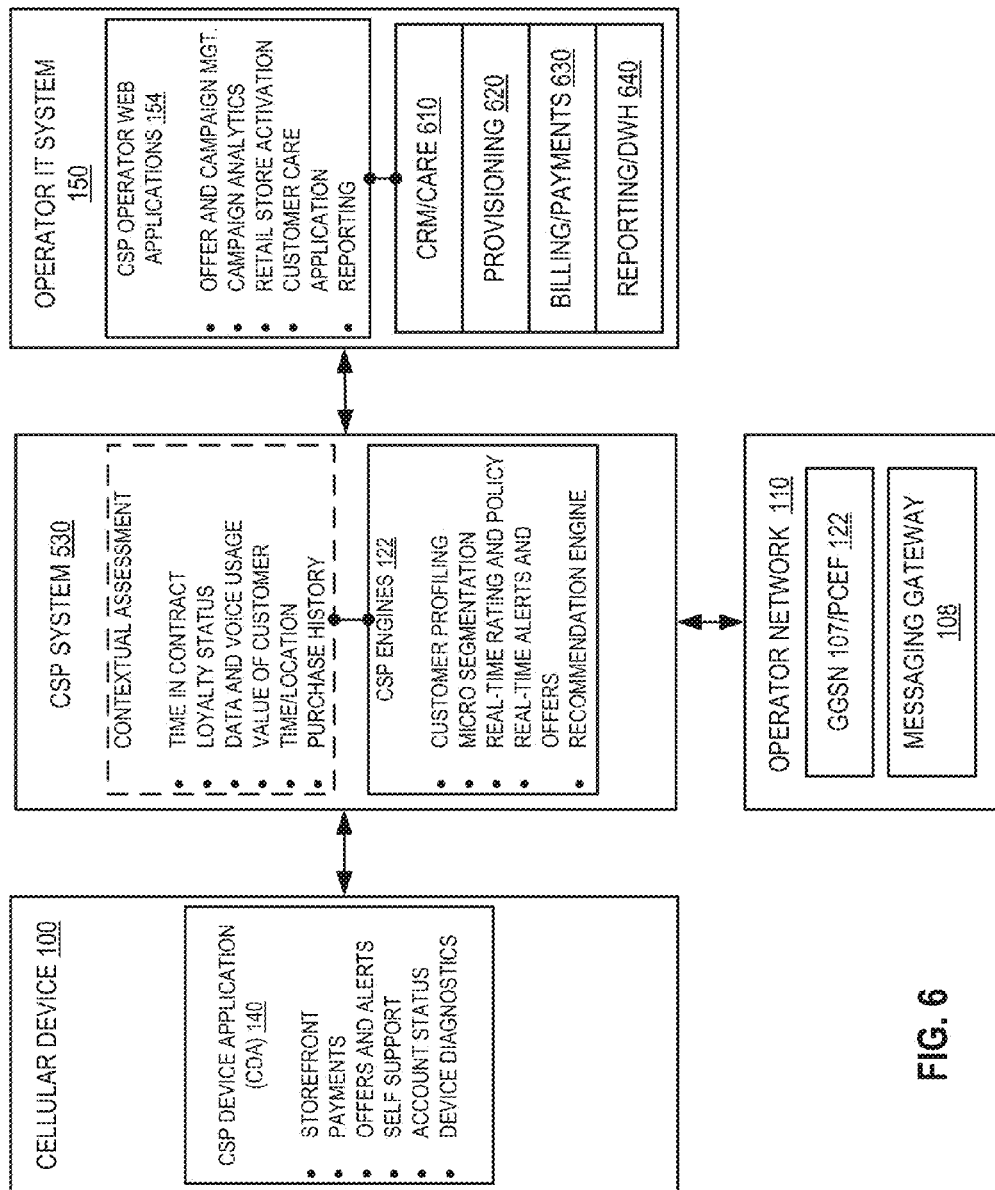 CELLULAR DEVICE 100
CSP DEVICE APPLICATION
(CDA) 140
• STOREFRONT
• PAYMENTS
• OFFERS AND ALERTS
• SELF SUPPORT
• ACCOUNT STATUS
• DEVICE DIAGNOSTICS
CSP SYSTEM 530
CONTEXTUAL ASSESSMENT
• TIME IN CONTRACT
• LOYALTY STATUS
• DATA AND VOICE USAGE
• VALUE OF CUSTOMER
• TIME/LOCATION
• PURCHASE HISTORY
CSP ENGINES 122
• CUSTOMER PROFILING
• MICRO SEGMENTATION
• REAL-TIME RATING AND POLICY
• REAL-TIME ALERTS AND
OFFERS
• RECOMMENDATION ENGINE
OPERATOR IT SYSTEM
150
CSP OPERATOR WEB
APPLICATIONS 154
• OFFER AND CAMPAIGN MGT.
• CAMPAIGN ANALYTICS
• RETAIL STORE ACTIVATION
• CUSTOMER CARE
APPLICATION
• REPORTING
CRM/CARE 610
PROVISIONING 620
BILLING/PAYMENTS 630
REPORTING/DWH 640
OPERATOR NETWORK 110
GGSN 107/PCEF 122
MESSAGING GATEWAY
108
FIG. 6